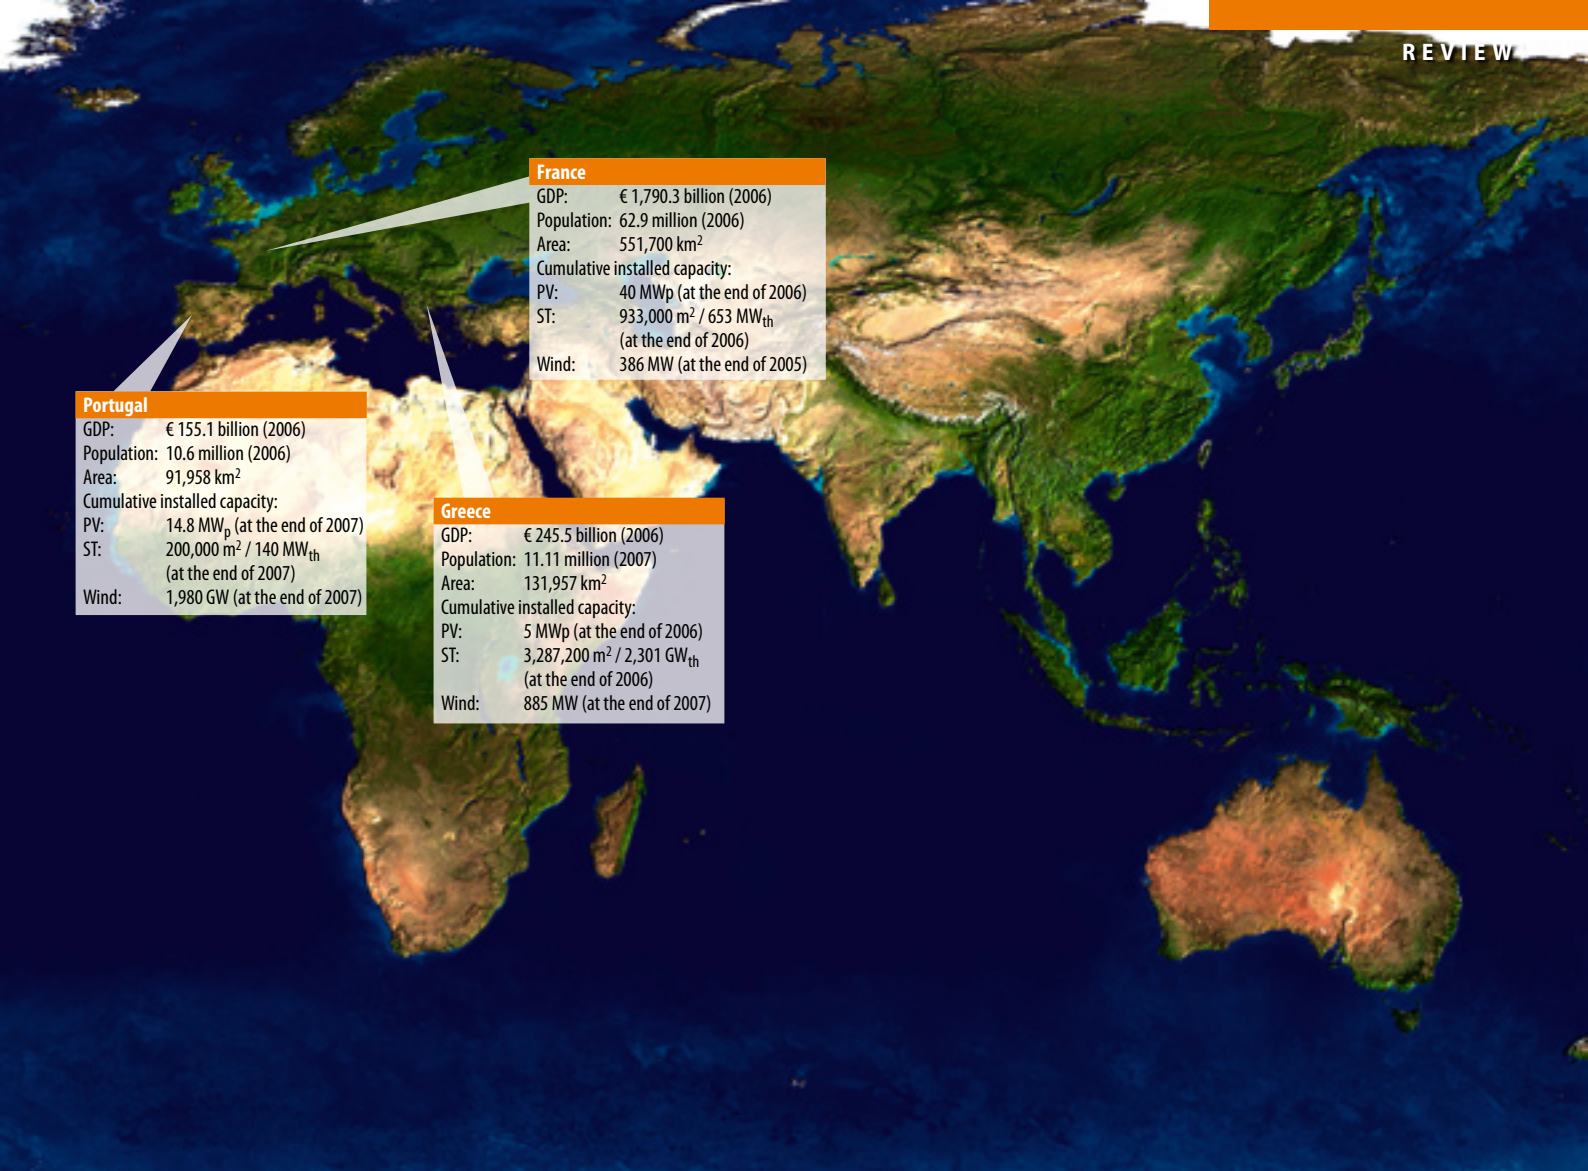 REVIEW
France
GDP: € 1,790.3 billion (2006)
Population: 62.9 million (2006)
Area: 551,700 km²
Cumulative installed capacity:
PV: 40 MWp (at the end of 2006)
ST: 933,000 m² / 653 MWth
(at the end of 2006)
Wind: 386 MW (at the end of 2005)
Portugal
GDP: € 155.1 billion (2006)
Population: 10.6 million (2006)
Area: 91,958 km²
Cumulative installed capacity:
PV: 14.8 MWp (at the end of 2007)
ST: 200,000 m² / 140 MWth
(at the end of 2007)
Wind: 1,980 GW (at the end of 2007)
Greece
GDP: € 245.5 billion (2006)
Population: 11.11 million (2007)
Area: 131,957 km²
Cumulative installed capacity:
PV: 5 MWp (at the end of 2006)
ST: 3,287,200 m² / 2,301 GWth
(at the end of 2006)
Wind: 885 MW (at the end of 2007)